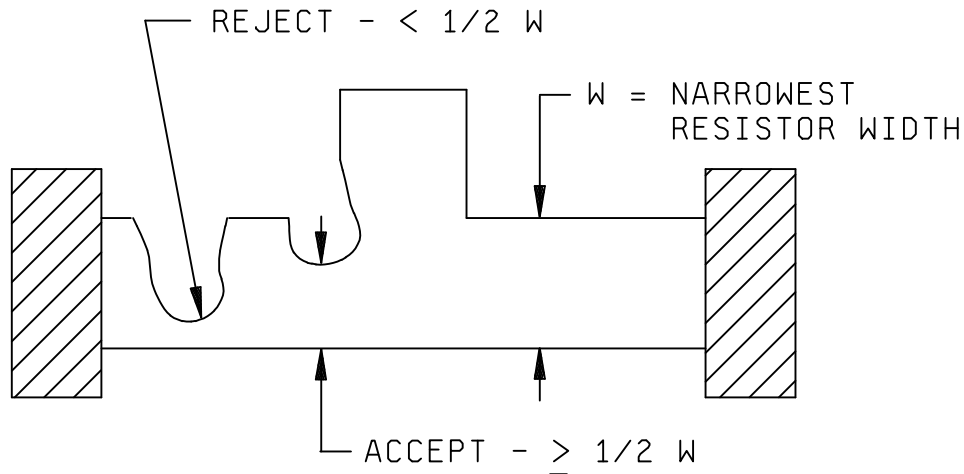 REJECT - < 1/2 W
W = NARROWEST
RESISTOR WIDTH
ACCEPT - ≥ 1/2 W